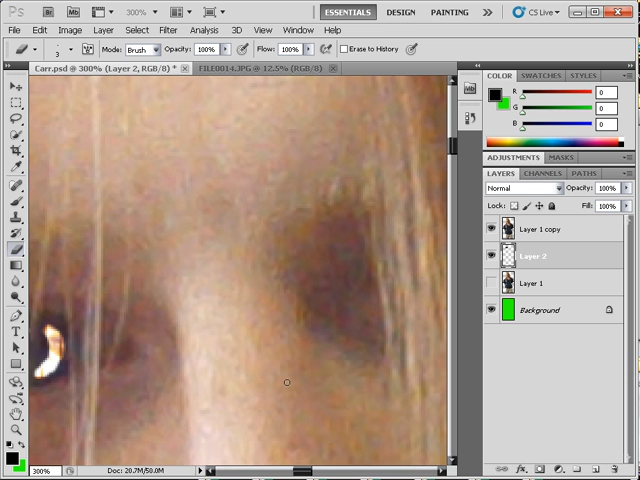 Ps Br Mb 300% ESSENTIALS DESIGN PAINTING >> CS Live
File Edit Image Layer Select Filter Analysis 3D View Window Help
3 Mode: Brush Opacity: 100% Flow: 100% Erase to History
Carr.psd @ 300% (Layer 2, RGB/8) * × FILE0014.JPG @ 12.5% (RGB/8) ×
COLOR SWATCHES STYLES
R 0
G 0
B 0
ADJUSTMENTS MASKS
LAYERS CHANNELS PATHS
Normal Opacity: 100%
Lock: Fill: 100%
Layer 1 copy
Layer 2
Layer 1
Background
300% Doc: 20.7M/50.0M